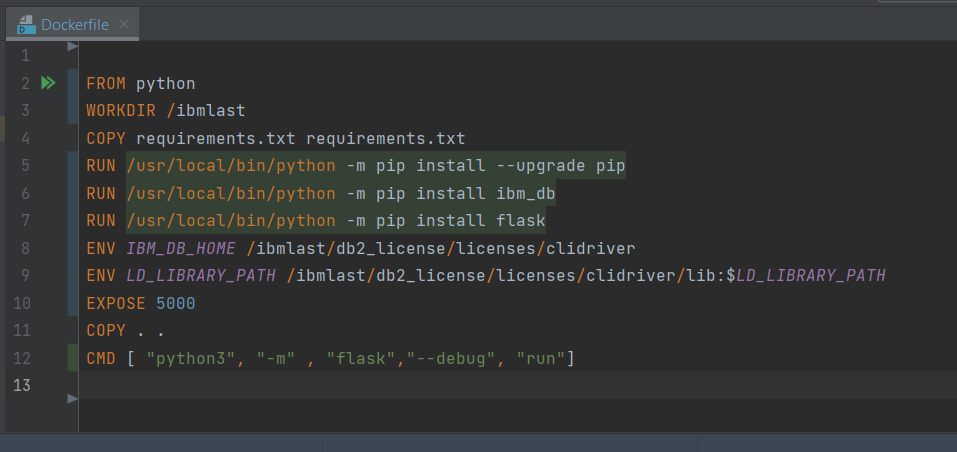 Dockerfile
1
2 FROM python
3 WORKDIR /ibmlast
4 COPY requirements.txt requirements.txt
5 RUN /usr/local/bin/python -m pip install --upgrade pip
6 RUN /usr/local/bin/python -m pip install ibm_db
7 RUN /usr/local/bin/python -m pip install flask
8 ENV IBM_DB_HOME /ibmlast/db2_license/licenses/clidriver
9 ENV LD_LIBRARY_PATH /ibmlast/db2_license/licenses/clidriver/lib:$LD_LIBRARY_PATH
10 EXPOSE 5000
11 COPY . .
12 CMD [ "python3", "-m" , "flask","--debug", "run"]
13